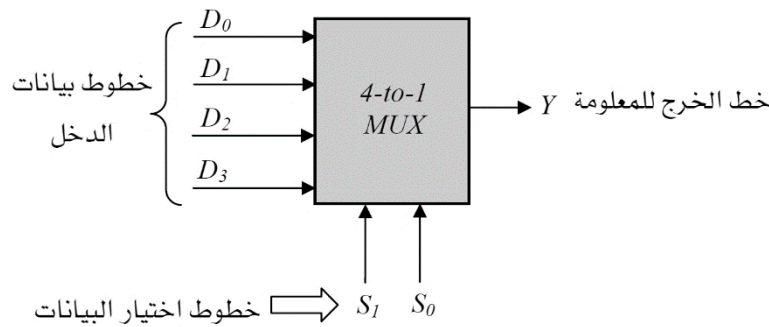 D0
D1
خطوط بيانات
الدخل
D2
D3
4-to-1
MUX
Y خط الخرج للمعلومة
خطوط اختيار البيانات S1 S0